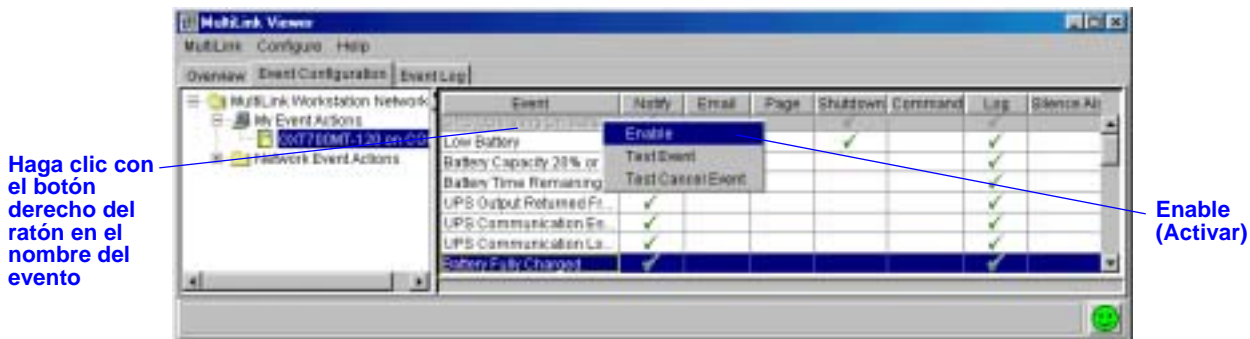 MultiLink Viewer
MultiLink Configure Help
Overview Event Configuration Event Log
MultiLink Workstation Network
My Event Actions
Network Event Actions
Event Notify Email Page Shutdown Command Log Silence Al
Low Battery
Battery Capacity 20% or
Battery Time Remaining
UPS Output Returned Fr...
UPS Communication En...
UPS Communication Lo...
Battery Fully Charged
Enable
Test Event
Test Cancel Event
Haga clic con
el botón
derecho del
ratón en el
nombre del
evento
Enable
(Activar)